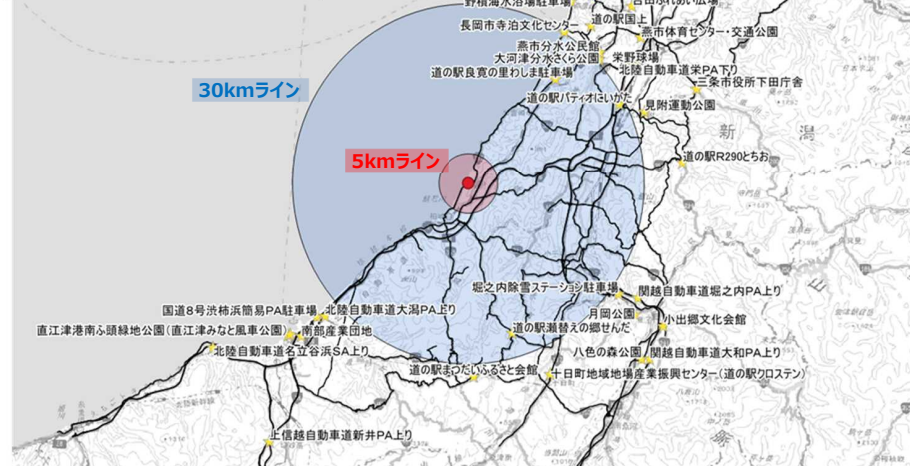 野積海水浴場駐車場
長岡市寺泊文化センター
道の駅国上
吉田ふれあい広場
燕市体育センター・交通公園
燕市分水公民館
大河津分水さくら公園
栄野球場
道の駅良寛の里わしま駐車場
北陸自動車道栄PA下り
三条市役所下田庁舎
30kmライン
道の駅パティオにいがた
見附運動公園
新
潟
5kmライン
道の駅R290とちお
堀之内除雪ステーション駐車場
関越自動車道堀之内PA上り
国道8号渋柿浜簡易PA駐車場
北陸自動車道大潟PA上り
月岡公園
小出郷文化会館
直江津港南ふ頭緑地公園(直江津みなと風車公園)
南部産業団地
道の駅瀬替えの郷せんだ
北陸自動車道名立谷浜SA上り
八色の森公園
関越自動車道大和PA上り
道の駅まつだいふるさと会館
十日町地域地場産業振興センター(道の駅クロステン)
上信越自動車道新井PA上り